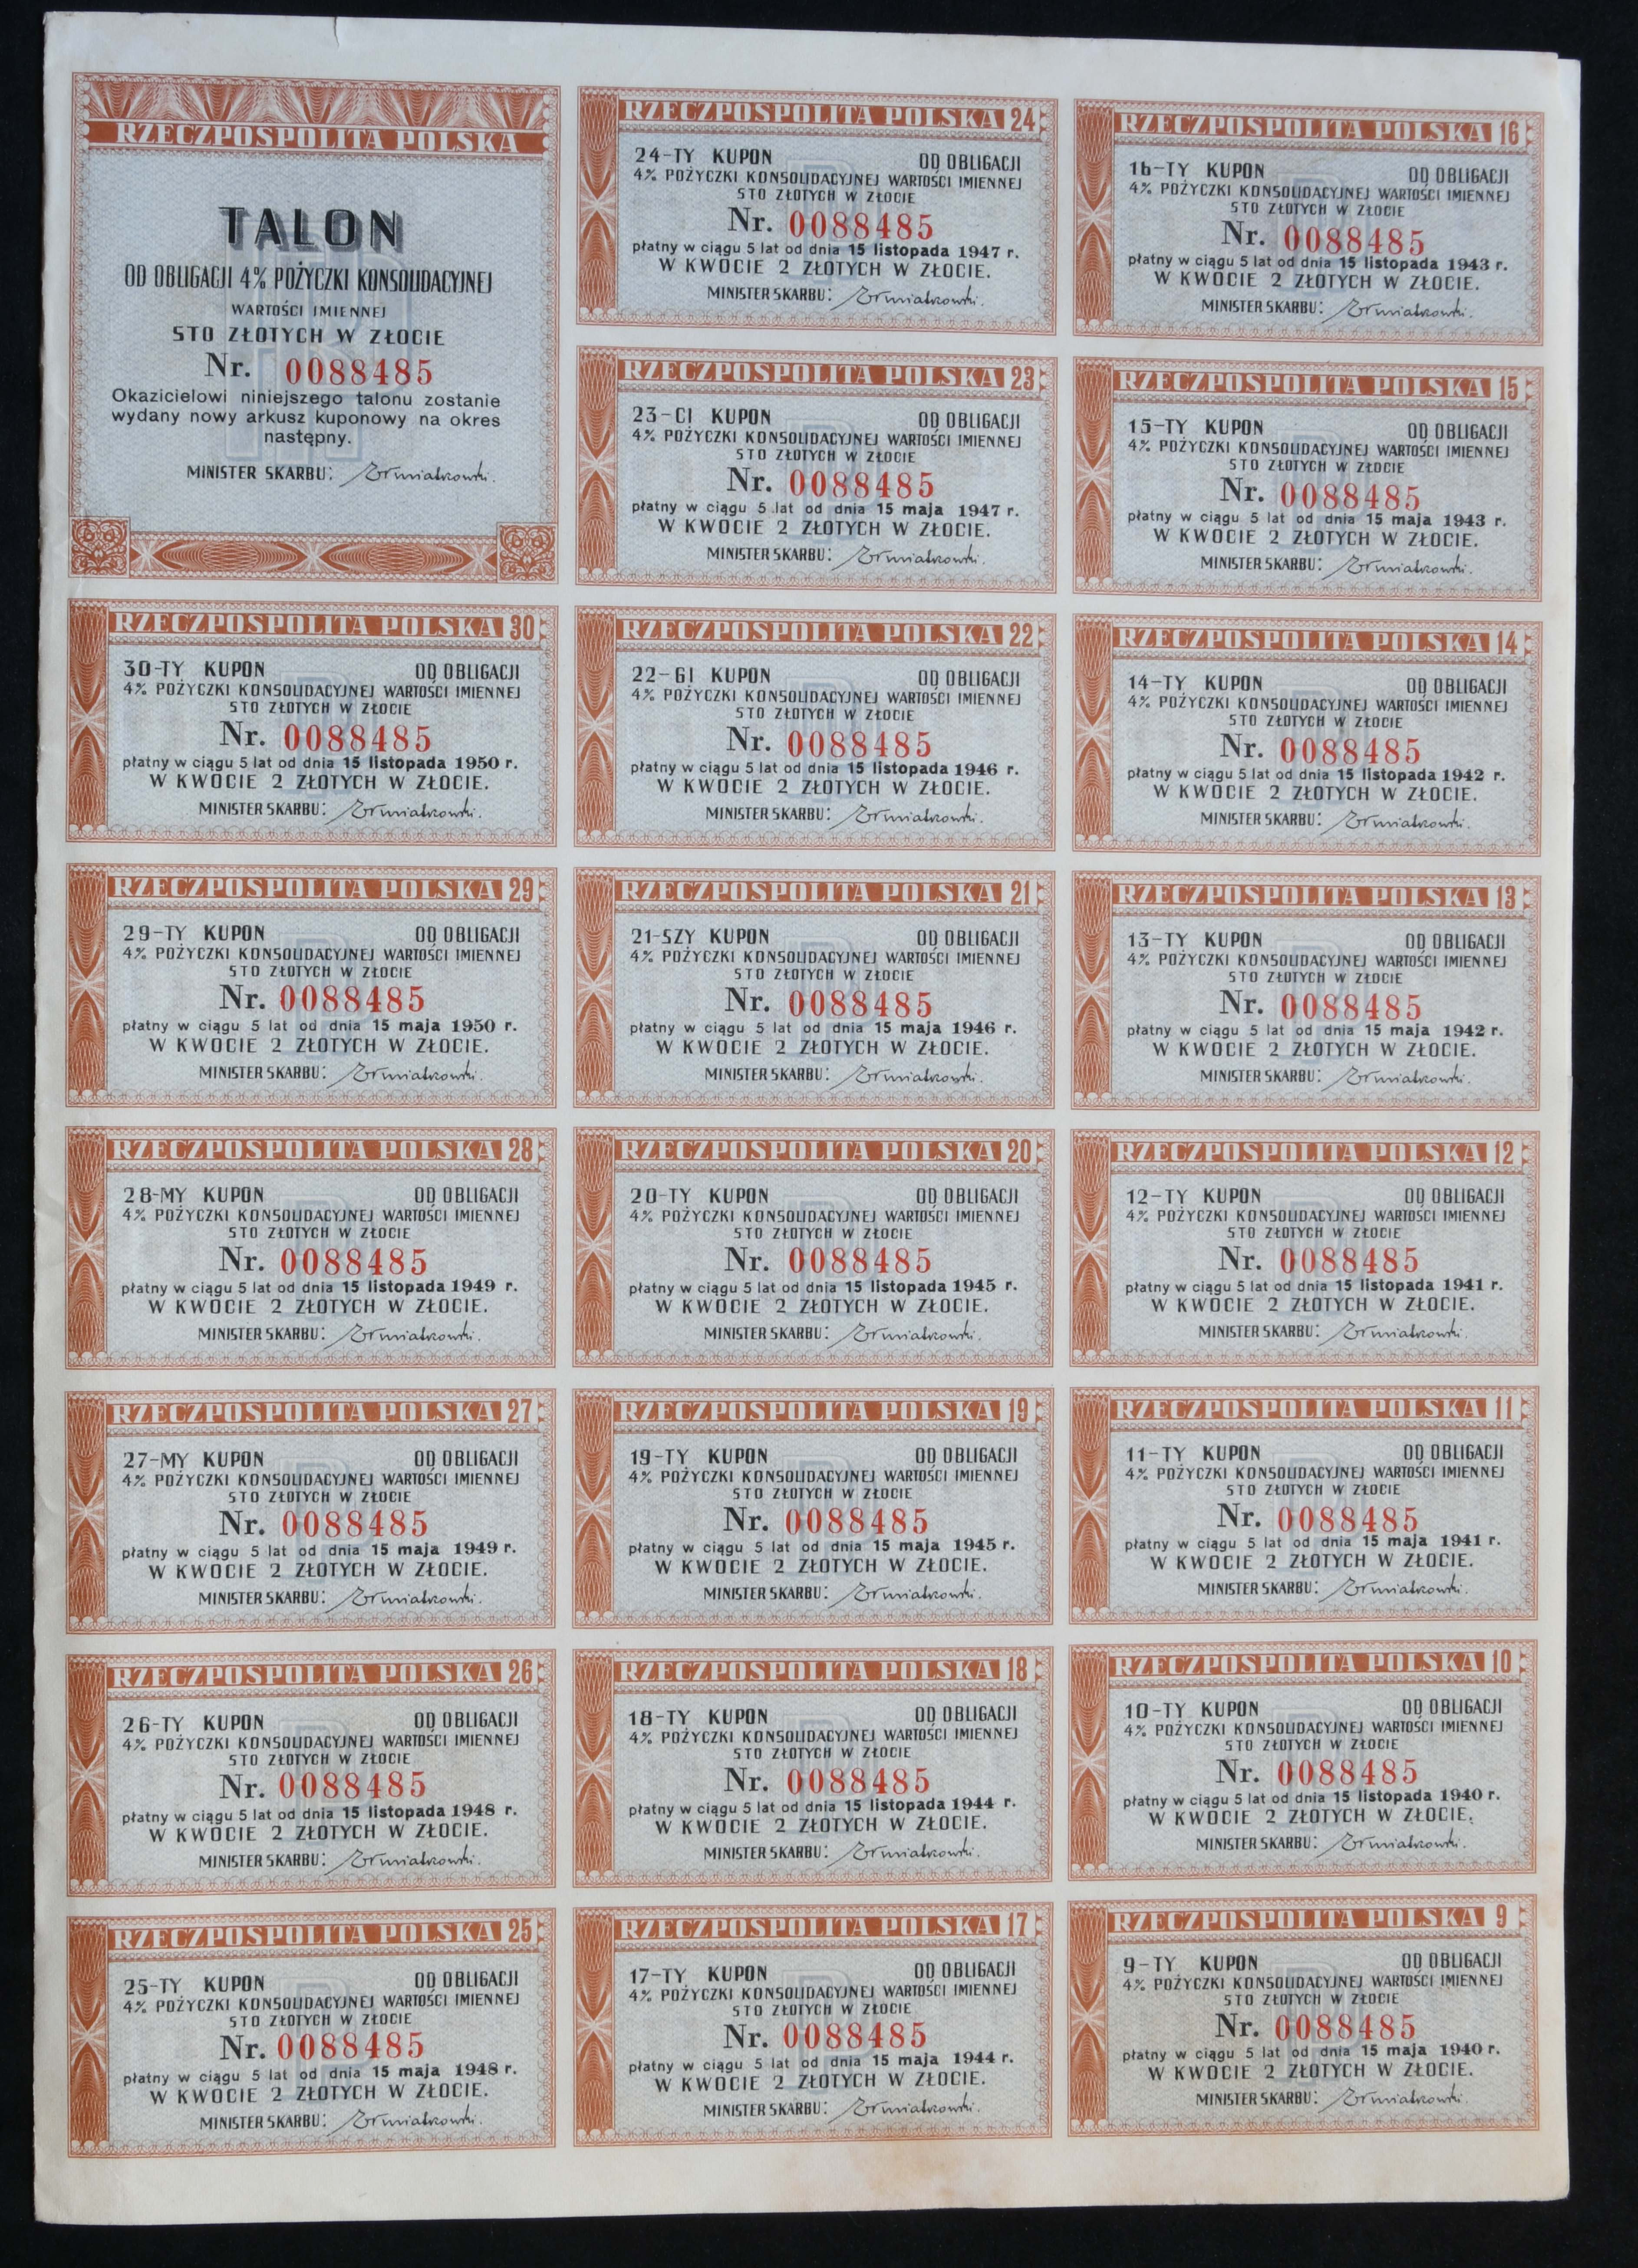 RZECZPOSPOLITA POLSKA
TALON
OD OBLIGACJI 4% POŻYCZKI KONSOLIDACYJNEJ
WARTOŚCI IMIENNEJ
STO ZŁOTYCH W ZŁOCIE
Nr. 0088485
Okazicielowi niniejszego talonu zostanie
wydany nowy arkusz kuponowy na okres
następny.
MINISTER SKARBU:
RZECZPOSPOLITA POLSKA 30
30-TY KUPON OD OBLIGACJI
4% POŻYCZKI KONSOLIDACYJNEJ WARTOŚCI IMIENNEJ
STO ZŁOTYCH W ZŁOCIE
Nr. 0088485
płatny w ciągu 5 lat od dnia 15 listopada 1950 r.
W KWOCIE 2 ZŁOTYCH W ZŁOCIE.
MINISTER SKARBU:
RZECZPOSPOLITA POLSKA 29
29-TY KUPON OD OBLIGACJI
4% POŻYCZKI KONSOLIDACYJNEJ WARTOŚCI IMIENNEJ
STO ZŁOTYCH W ZŁOCIE
Nr. 0088485
płatny w ciągu 5 lat od dnia 15 maja 1950 r.
W KWOCIE 2 ZŁOTYCH W ZŁOCIE.
MINISTER SKARBU:
RZECZPOSPOLITA POLSKA 28
28-MY KUPON OD OBLIGACJI
4% POŻYCZKI KONSOLIDACYJNEJ WARTOŚCI IMIENNEJ
STO ZŁOTYCH W ZŁOCIE
Nr. 0088485
płatny w ciągu 5 lat od dnia 15 listopada 1949 r.
W KWOCIE 2 ZŁOTYCH W ZŁOCIE.
MINISTER SKARBU:
RZECZPOSPOLITA POLSKA 27
27-MY KUPON OD OBLIGACJI
4% POŻYCZKI KONSOLIDACYJNEJ WARTOŚCI IMIENNEJ
STO ZŁOTYCH W ZŁOCIE
Nr. 0088485
płatny w ciągu 5 lat od dnia 15 maja 1949 r.
W KWOCIE 2 ZŁOTYCH W ZŁOCIE.
MINISTER SKARBU:
RZECZPOSPOLITA POLSKA 26
26-TY KUPON OD OBLIGACJI
4% POŻYCZKI KONSOLIDACYJNEJ WARTOŚCI IMIENNEJ
STO ZŁOTYCH W ZŁOCIE
Nr. 0088485
płatny w ciągu 5 lat od dnia 15 listopada 1948 r.
W KWOCIE 2 ZŁOTYCH W ZŁOCIE.
MINISTER SKARBU:
RZECZPOSPOLITA POLSKA 25
25-TY KUPON OD OBLIGACJI
4% POŻYCZKI KONSOLIDACYJNEJ WARTOŚCI IMIENNEJ
STO ZŁOTYCH W ZŁOCIE
Nr. 0088485
płatny w ciągu 5 lat od dnia 15 maja 1948 r.
W KWOCIE 2 ZŁOTYCH W ZŁOCIE.
MINISTER SKARBU:
RZECZPOSPOLITA POLSKA 24
24-TY KUPON OD OBLIGACJI
4% POŻYCZKI KONSOLIDACYJNEJ WARTOŚCI IMIENNEJ
STO ZŁOTYCH W ZŁOCIE
Nr. 0088485
płatny w ciągu 5 lat od dnia 15 listopada 1947 r.
W KWOCIE 2 ZŁOTYCH W ZŁOCIE.
MINISTER SKARBU:
RZECZPOSPOLITA POLSKA 23
23-CI KUPON OD OBLIGACJI
4% POŻYCZKI KONSOLIDACYJNEJ WARTOŚCI IMIENNEJ
STO ZŁOTYCH W ZŁOCIE
Nr. 0088485
płatny w ciągu 5 lat od dnia 15 maja 1947 r.
W KWOCIE 2 ZŁOTYCH W ZŁOCIE.
MINISTER SKARBU:
RZECZPOSPOLITA POLSKA 22
22-GI KUPON OD OBLIGACJI
4% POŻYCZKI KONSOLIDACYJNEJ WARTOŚCI IMIENNEJ
STO ZŁOTYCH W ZŁOCIE
Nr. 0088485
płatny w ciągu 5 lat od dnia 15 listopada 1946 r.
W KWOCIE 2 ZŁOTYCH W ZŁOCIE.
MINISTER SKARBU:
RZECZPOSPOLITA POLSKA 21
21-SZY KUPON OD OBLIGACJI
4% POŻYCZKI KONSOLIDACYJNEJ WARTOŚCI IMIENNEJ
STO ZŁOTYCH W ZŁOCIE
Nr. 0088485
płatny w ciągu 5 lat od dnia 15 maja 1946 r.
W KWOCIE 2 ZŁOTYCH W ZŁOCIE.
MINISTER SKARBU:
RZECZPOSPOLITA POLSKA 20
20-TY KUPON OD OBLIGACJI
4% POŻYCZKI KONSOLIDACYJNEJ WARTOŚCI IMIENNEJ
STO ZŁOTYCH W ZŁOCIE
Nr. 0088485
płatny w ciągu 5 lat od dnia 15 listopada 1945 r.
W KWOCIE 2 ZŁOTYCH W ZŁOCIE.
MINISTER SKARBU:
RZECZPOSPOLITA POLSKA 19
19-TY KUPON OD OBLIGACJI
4% POŻYCZKI KONSOLIDACYJNEJ WARTOŚCI IMIENNEJ
STO ZŁOTYCH W ZŁOCIE
Nr. 0088485
płatny w ciągu 5 lat od dnia 15 maja 1945 r.
W KWOCIE 2 ZŁOTYCH W ZŁOCIE.
MINISTER SKARBU:
RZECZPOSPOLITA POLSKA 18
18-TY KUPON OD OBLIGACJI
4% POŻYCZKI KONSOLIDACYJNEJ WARTOŚCI IMIENNEJ
STO ZŁOTYCH W ZŁOCIE
Nr. 0088485
płatny w ciągu 5 lat od dnia 15 listopada 1944 r.
W KWOCIE 2 ZŁOTYCH W ZŁOCIE.
MINISTER SKARBU:
RZECZPOSPOLITA POLSKA 17
17-TY KUPON OD OBLIGACJI
4% POŻYCZKI KONSOLIDACYJNEJ WARTOŚCI IMIENNEJ
STO ZŁOTYCH W ZŁOCIE
Nr. 0088485
płatny w ciągu 5 lat od dnia 15 maja 1944 r.
W KWOCIE 2 ZŁOTYCH W ZŁOCIE.
MINISTER SKARBU:
RZECZPOSPOLITA POLSKA 16
16-TY KUPON OD OBLIGACJI
4% POŻYCZKI KONSOLIDACYJNEJ WARTOŚCI IMIENNEJ
STO ZŁOTYCH W ZŁOCIE
Nr. 0088485
płatny w ciągu 5 lat od dnia 15 listopada 1943 r.
W KWOCIE 2 ZŁOTYCH W ZŁOCIE.
MINISTER SKARBU:
RZECZPOSPOLITA POLSKA 15
15-TY KUPON OD OBLIGACJI
4% POŻYCZKI KONSOLIDACYJNEJ WARTOŚCI IMIENNEJ
STO ZŁOTYCH W ZŁOCIE
Nr. 0088485
płatny w ciągu 5 lat od dnia 15 maja 1943 r.
W KWOCIE 2 ZŁOTYCH W ZŁOCIE.
MINISTER SKARBU:
RZECZPOSPOLITA POLSKA 14
14-TY KUPON OD OBLIGACJI
4% POŻYCZKI KONSOLIDACYJNEJ WARTOŚCI IMIENNEJ
STO ZŁOTYCH W ZŁOCIE
Nr. 0088485
płatny w ciągu 5 lat od dnia 15 listopada 1942 r.
W KWOCIE 2 ZŁOTYCH W ZŁOCIE.
MINISTER SKARBU:
RZECZPOSPOLITA POLSKA 13
13-TY KUPON OD OBLIGACJI
4% POŻYCZKI KONSOLIDACYJNEJ WARTOŚCI IMIENNEJ
STO ZŁOTYCH W ZŁOCIE
Nr. 0088485
płatny w ciągu 5 lat od dnia 15 maja 1942 r.
W KWOCIE 2 ZŁOTYCH W ZŁOCIE.
MINISTER SKARBU:
RZECZPOSPOLITA POLSKA 12
12-TY KUPON OD OBLIGACJI
4% POŻYCZKI KONSOLIDACYJNEJ WARTOŚCI IMIENNEJ
STO ZŁOTYCH W ZŁOCIE
Nr. 0088485
płatny w ciągu 5 lat od dnia 15 listopada 1941 r.
W KWOCIE 2 ZŁOTYCH W ZŁOCIE.
MINISTER SKARBU:
RZECZPOSPOLITA POLSKA 11
11-TY KUPON OD OBLIGACJI
4% POŻYCZKI KONSOLIDACYJNEJ WARTOŚCI IMIENNEJ
STO ZŁOTYCH W ZŁOCIE
Nr. 0088485
płatny w ciągu 5 lat od dnia 15 maja 1941 r.
W KWOCIE 2 ZŁOTYCH W ZŁOCIE.
MINISTER SKARBU:
RZECZPOSPOLITA POLSKA 10
10-TY KUPON OD OBLIGACJI
4% POŻYCZKI KONSOLIDACYJNEJ WARTOŚCI IMIENNEJ
STO ZŁOTYCH W ZŁOCIE
Nr. 0088485
płatny w ciągu 5 lat od dnia 15 listopada 1940 r.
W KWOCIE 2 ZŁOTYCH W ZŁOCIE.
MINISTER SKARBU:
RZECZPOSPOLITA POLSKA 9
9-TY KUPON OD OBLIGACJI
4% POŻYCZKI KONSOLIDACYJNEJ WARTOŚCI IMIENNEJ
STO ZŁOTYCH W ZŁOCIE
Nr. 0088485
płatny w ciągu 5 lat od dnia 15 maja 1940 r.
W KWOCIE 2 ZŁOTYCH W ZŁOCIE.
MINISTER SKARBU: